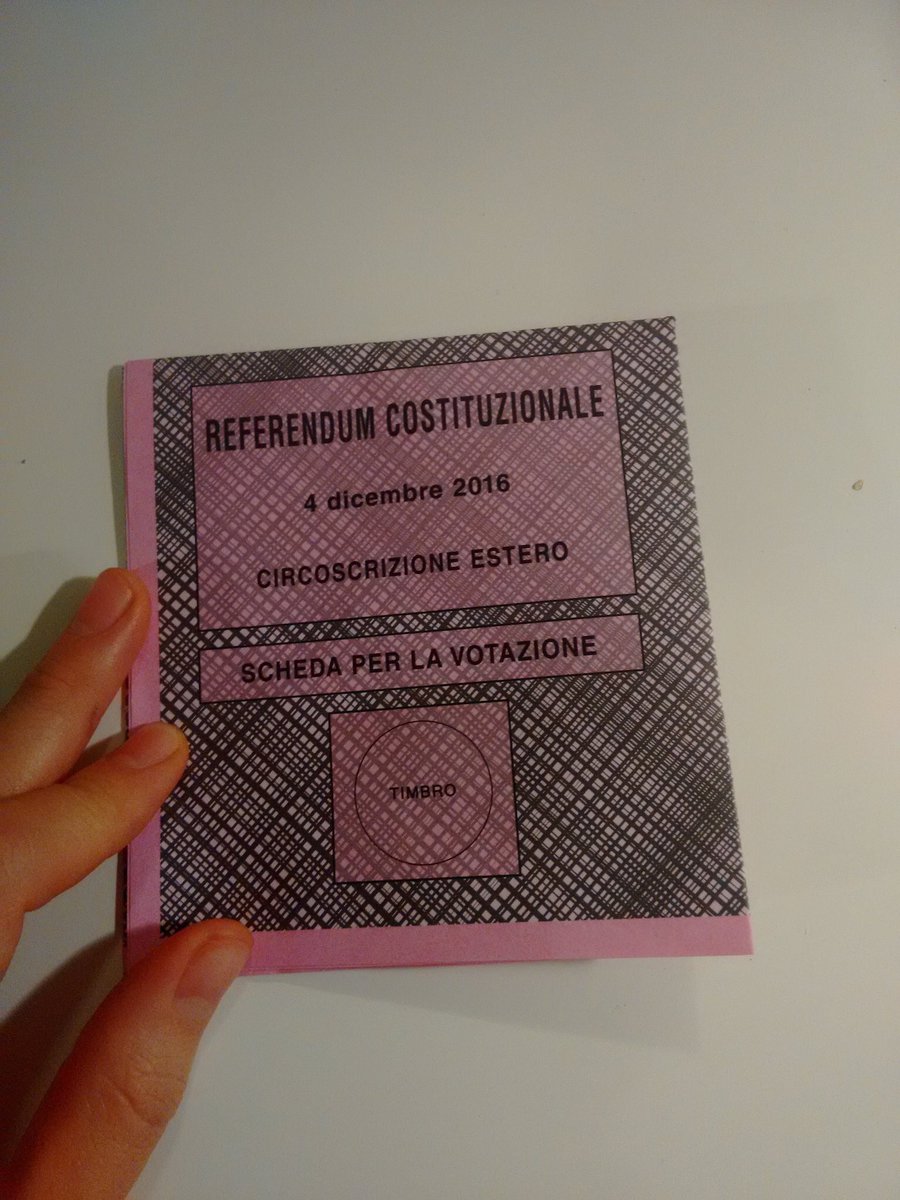 REFERENDUM COSTITUZIONALE
4 dicembre 2016
CIRCOSCRIZIONE ESTERO
SCHEDA PER LA VOTAZIONE
TIMBRO